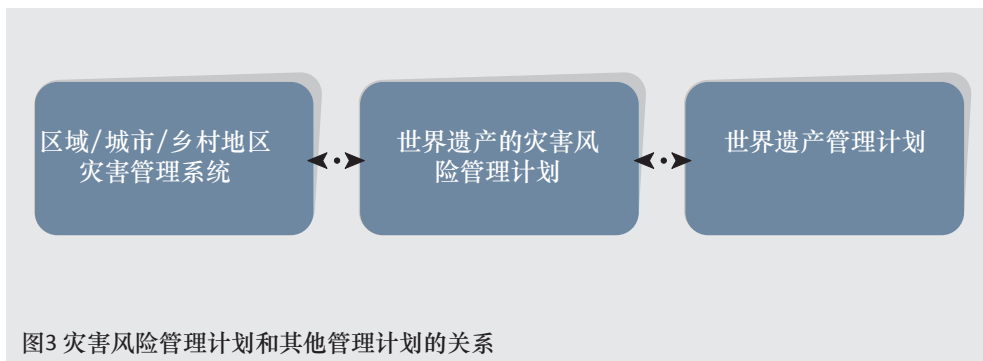 区域/城市/乡村地区
灾害管理系统
世界遗产的灾害风
险管理计划
世界遗产管理计划
图3 灾害风险管理计划和其他管理计划的关系